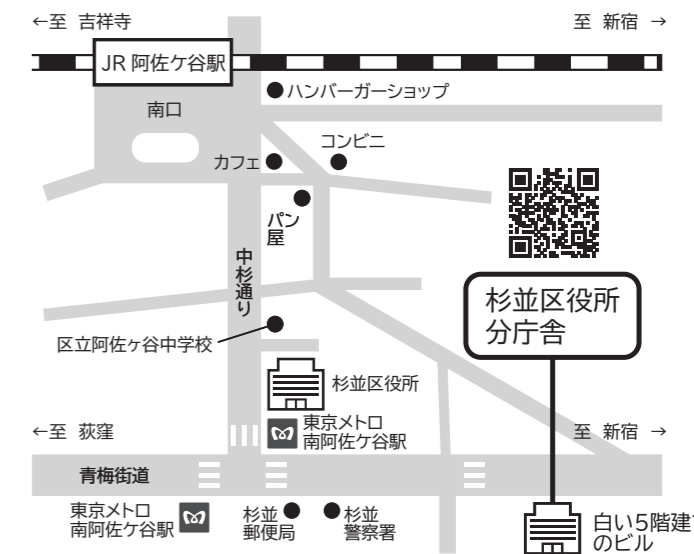 ←至 吉祥寺
至 新宿 →
JR 阿佐ケ谷駅
ハンバーガーショップ
南口
コンビニ
カフェ
パン
屋
中杉通り
杉並区役所
分庁舎
区立阿佐ヶ谷中学校
杉並区役所
東京メトロ
南阿佐ケ谷駅
←至 荻窪
至 新宿 →
青梅街道
東京メトロ
南阿佐ケ谷駅
杉並
郵便局
杉並
警察署
白い5階建て
のビル